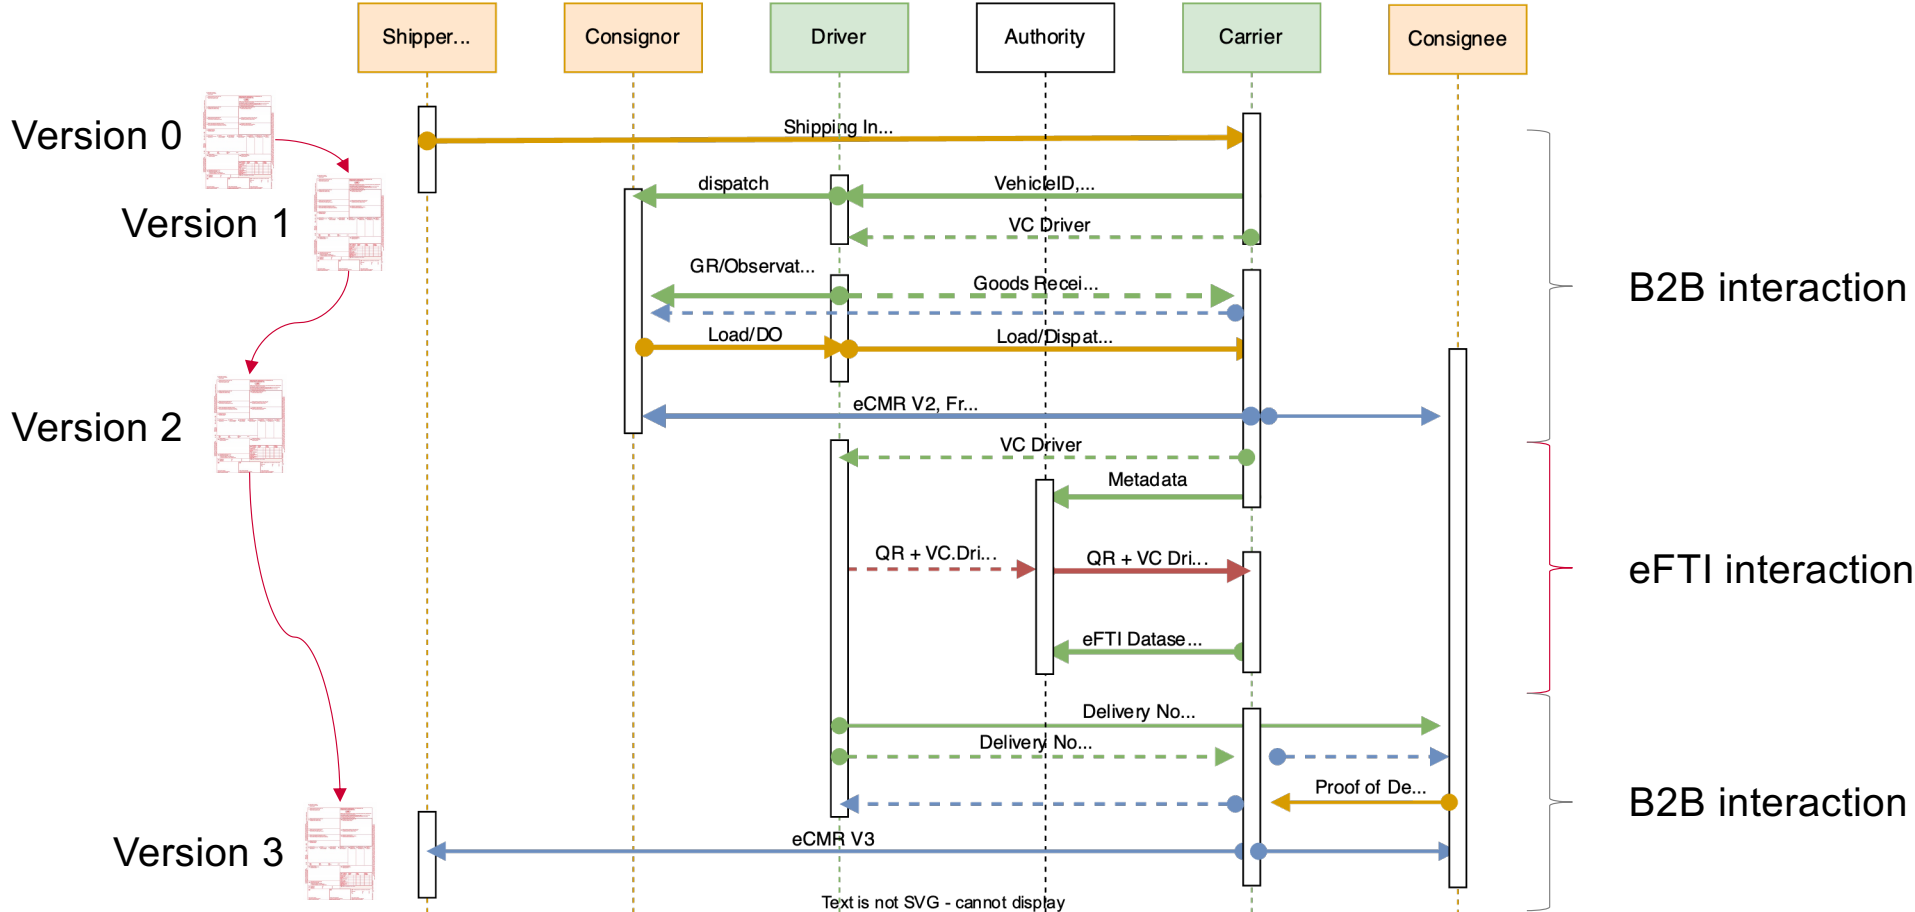 Shipper...
Consignor
Driver
Authority
Carrier
Consignee
Version 0
Shipping In...
dispatch
VehicleID,...
Version 1
VC Driver
GR/Observat...
Goods Recei...
B2B interaction
Load/DO
Load/Dispat...
eCMR V2, Fr...
Version 2
VC Driver
Metadata
QR + VC.Dri...
QR + VC Dri...
eFTI interaction
eFTI Datase...
Delivery No...
Delivery No...
Proof of De...
B2B interaction
eCMR V3
Version 3
Text is not SVG - cannot display